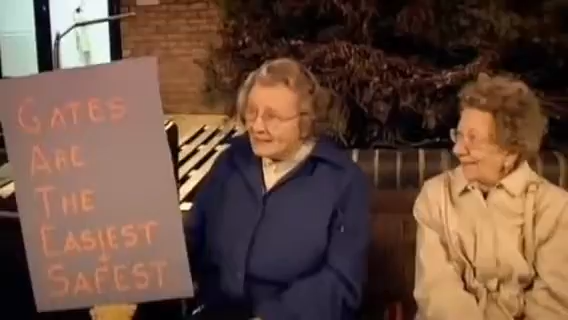 GATES
ARE
THE
EASIEST
+
SAFEST